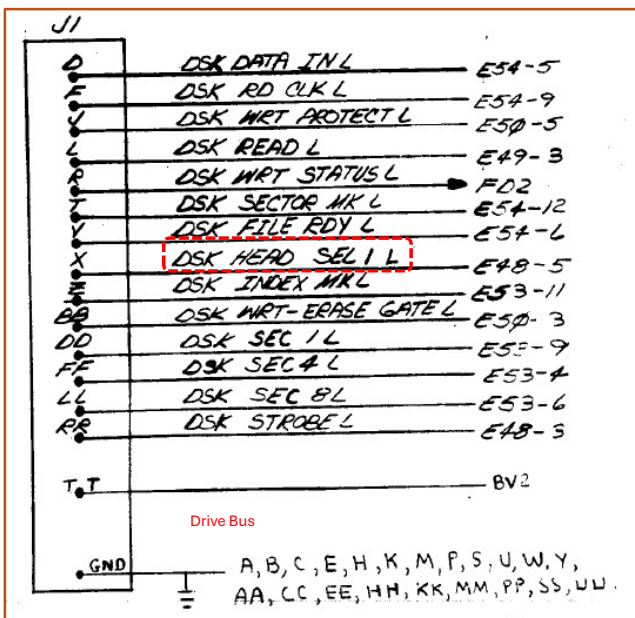 J1
D DSK DATA IN L E54-5
F DSK RD CLK L E54-9
J DSK WRT PROTECT L E5Ø-5
L DSK READ L E49-3
R DSK WRT STATUS L FD2
T DSK SECTOR MK L E54-12
V DSK FILE RDY L E54-6
X DSK HEAD SEL 1 L E48-5
Z DSK INDEX MK L E53-11
BB DSK WRT-ERASE GATE L E5Ø-3
DD DSK SEC 1 L E53-9
FF DSK SEC 4 L E53-4
LL DSK SEC 8 L E53-6
RR DSK STROBE L E48-3
TT BV2
Drive Bus
GND A, B, C, E, H, K, M, P, S, U, W, Y,
AA, CC, EE, HH, KK, MM, PP, SS, UU.